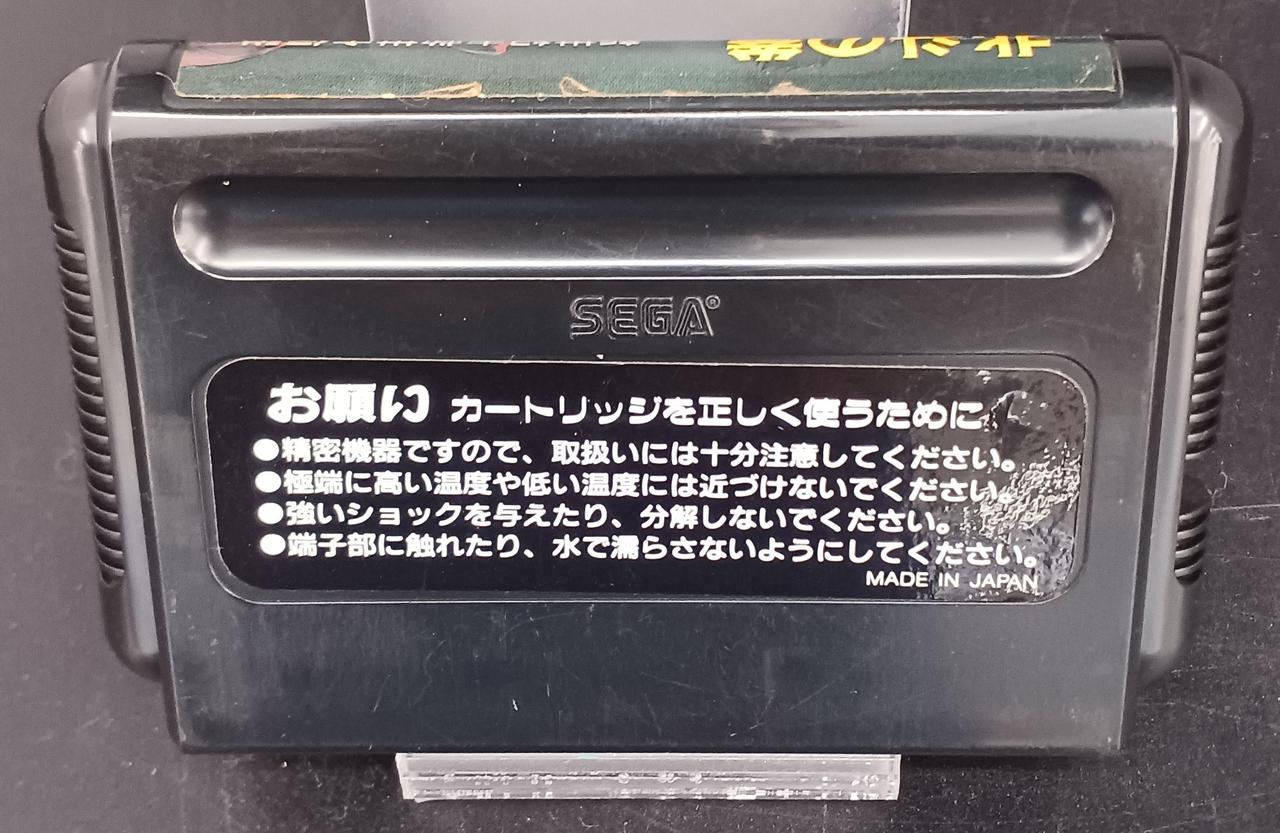 北斗の拳
SEGA®
お願い カートリッジを正しく使うために
●精密機器ですので、取扱いには十分注意してください。
●極端に高い温度や低い温度には近づけないでください。
●強いショックを与えたり、分解しないでください。
●端子部に触れたり、水で濡らさないようにしてください。
MADE IN JAPAN